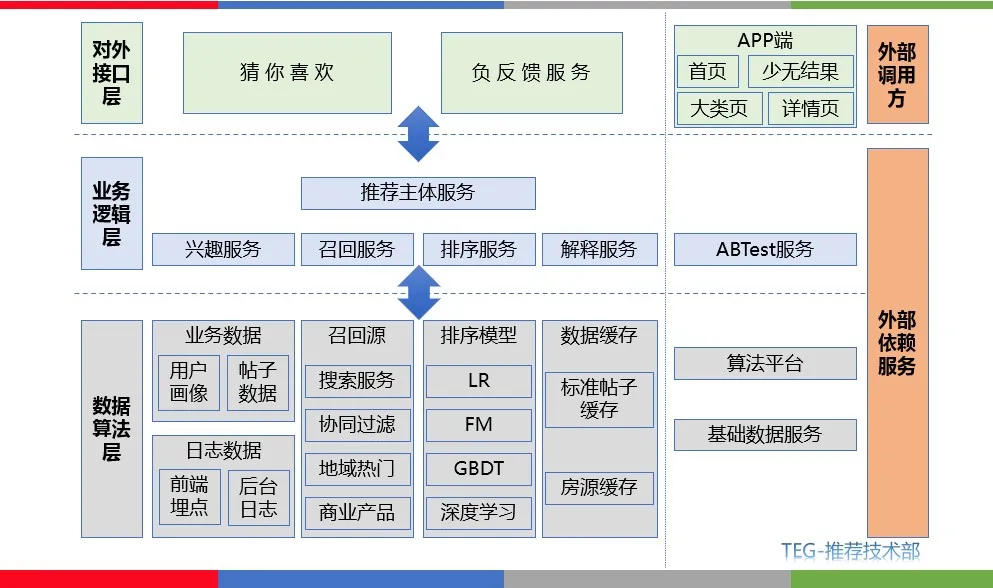 对外
接口
层
猜你喜欢
负反馈服务
APP端
首页
少无结果
大类页
详情页
外部
调用
方
业务
逻辑
层
推荐主体服务
兴趣服务
召回服务
排序服务
解释服务
ABTest服务
外部
依赖
服务
数据
算法
层
业务数据
用户
画像
帖子
数据
日志数据
前端
埋点
后台
日志
召回源
搜索服务
协同过滤
地域热门
商业产品
排序模型
LR
FM
GBDT
深度学习
数据缓存
标准帖子
缓存
房源缓存
算法平台
基础数据服务
TEG-推荐技术部